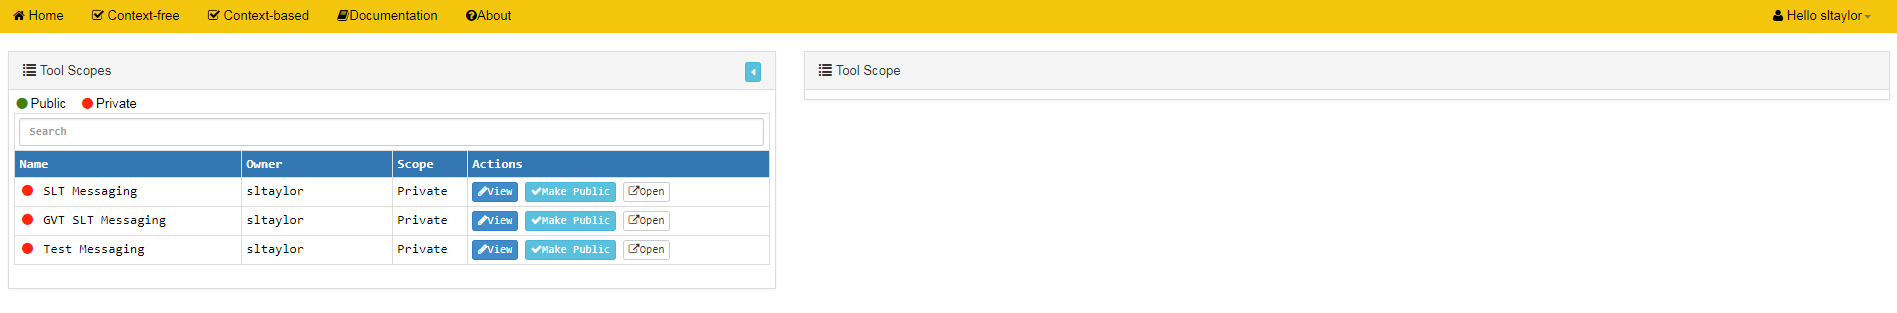 Home Context-free Context-based Documentation About Hello sltaylor
Tool Scopes
Public Private
Search
Name Owner Scope Actions
SLT Messaging sltaylor Private View Make Public Open
GVT SLT Messaging sltaylor Private View Make Public Open
Test Messaging sltaylor Private View Make Public Open
Tool Scope